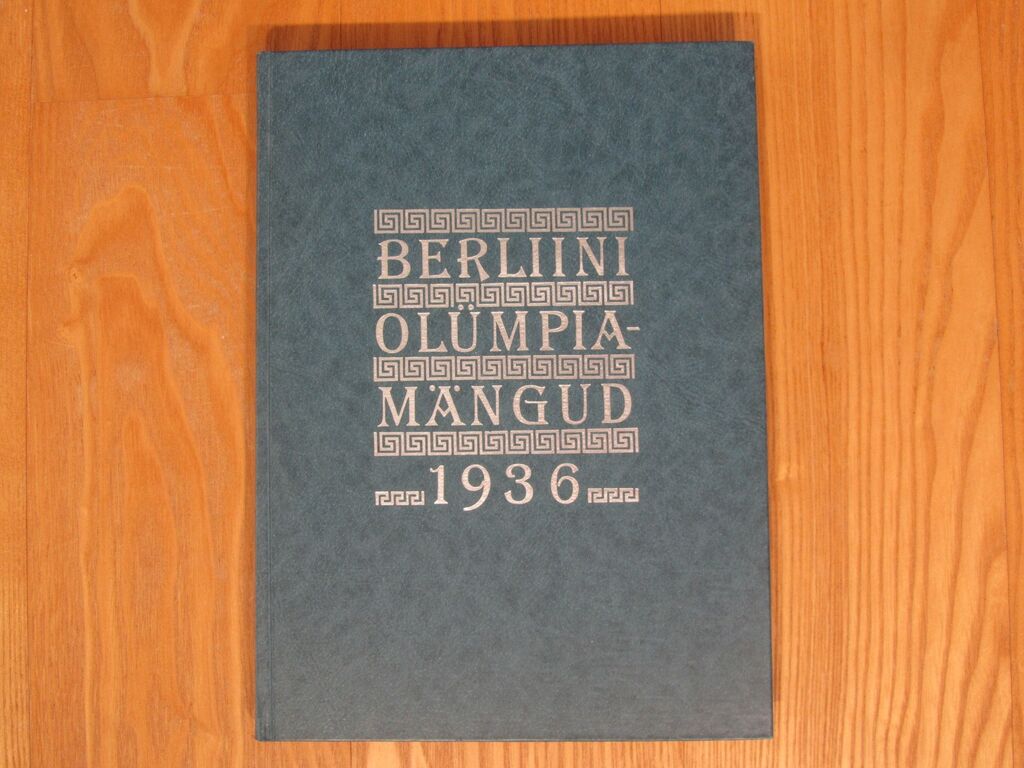 BERLIINI
OLÜMPIA-
MÄNGUD
1936